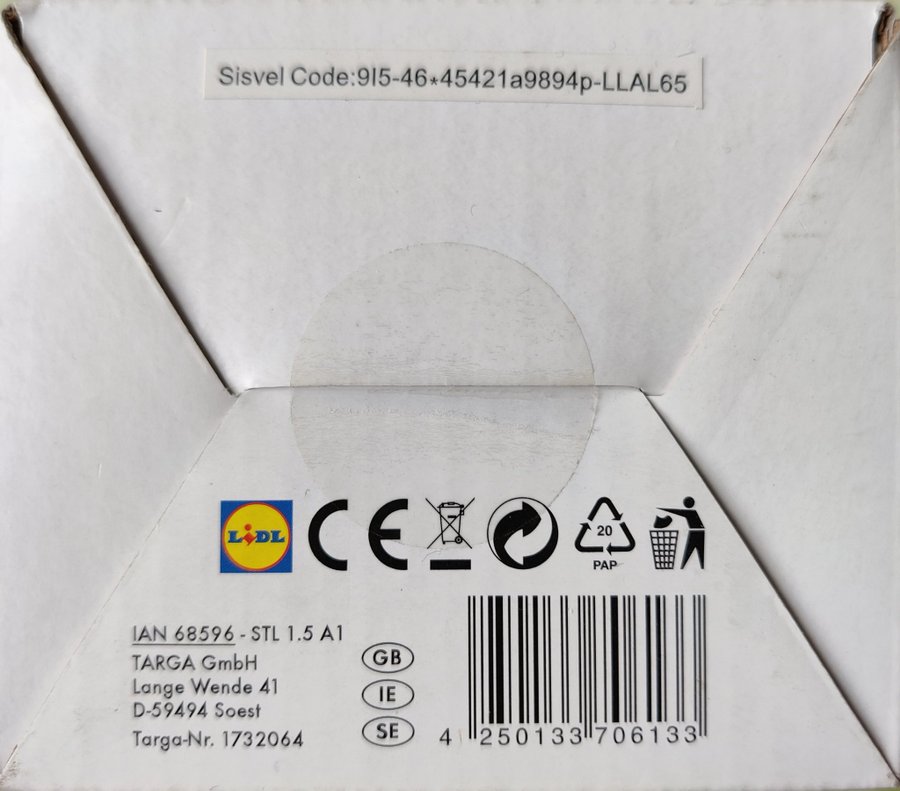 Sisvel Code:9I5-46*45421a9894p-LLAL65
LiDL
CE
20
PAP
IAN 68596 - STL 1.5 A1
TARGA GmbH
Lange Wende 41
D-59494 Soest
Targa-Nr. 1732064
GB
IE
SE
4 250133 706133